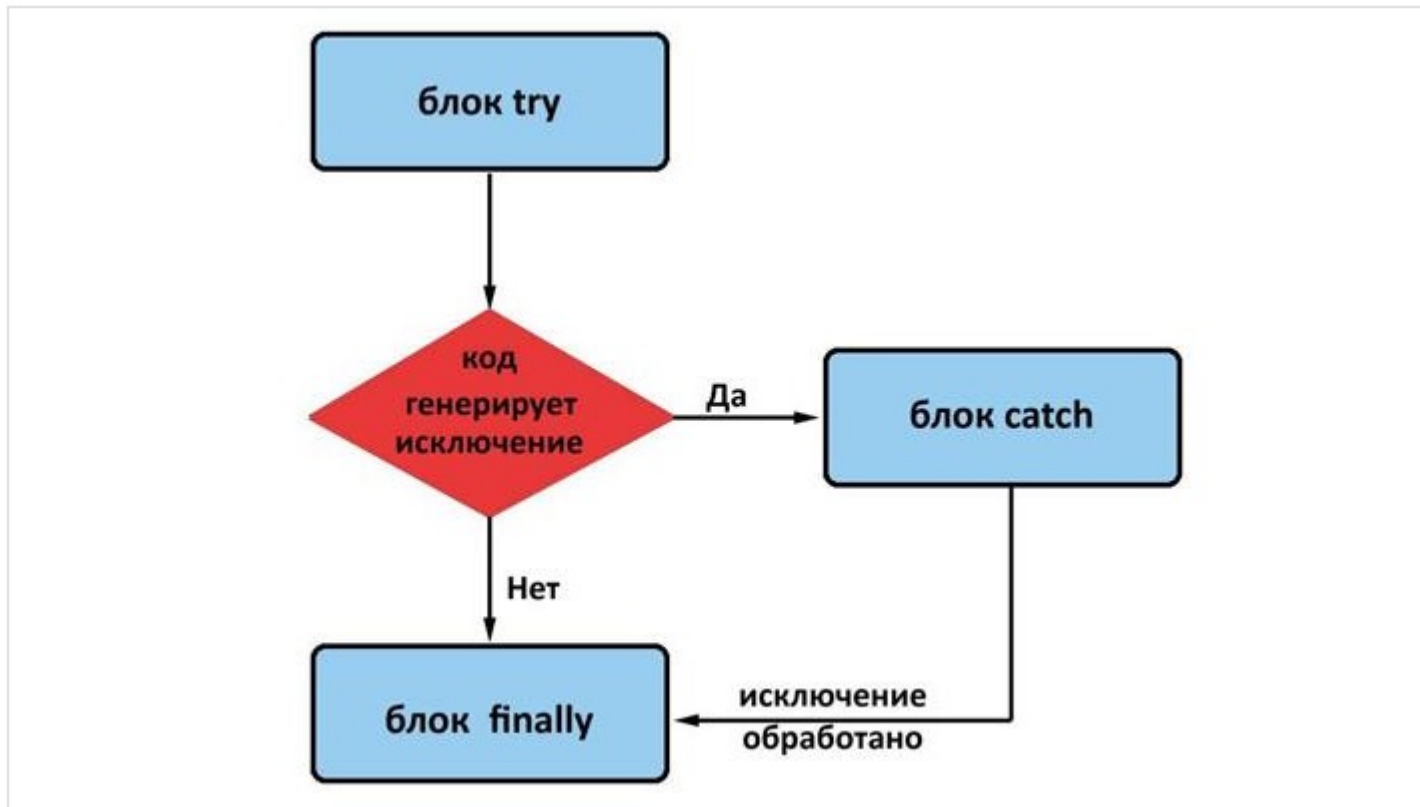 блок try
код
генерирует
исключение
Да
блок catch
Нет
блок finally
исключение
обработано